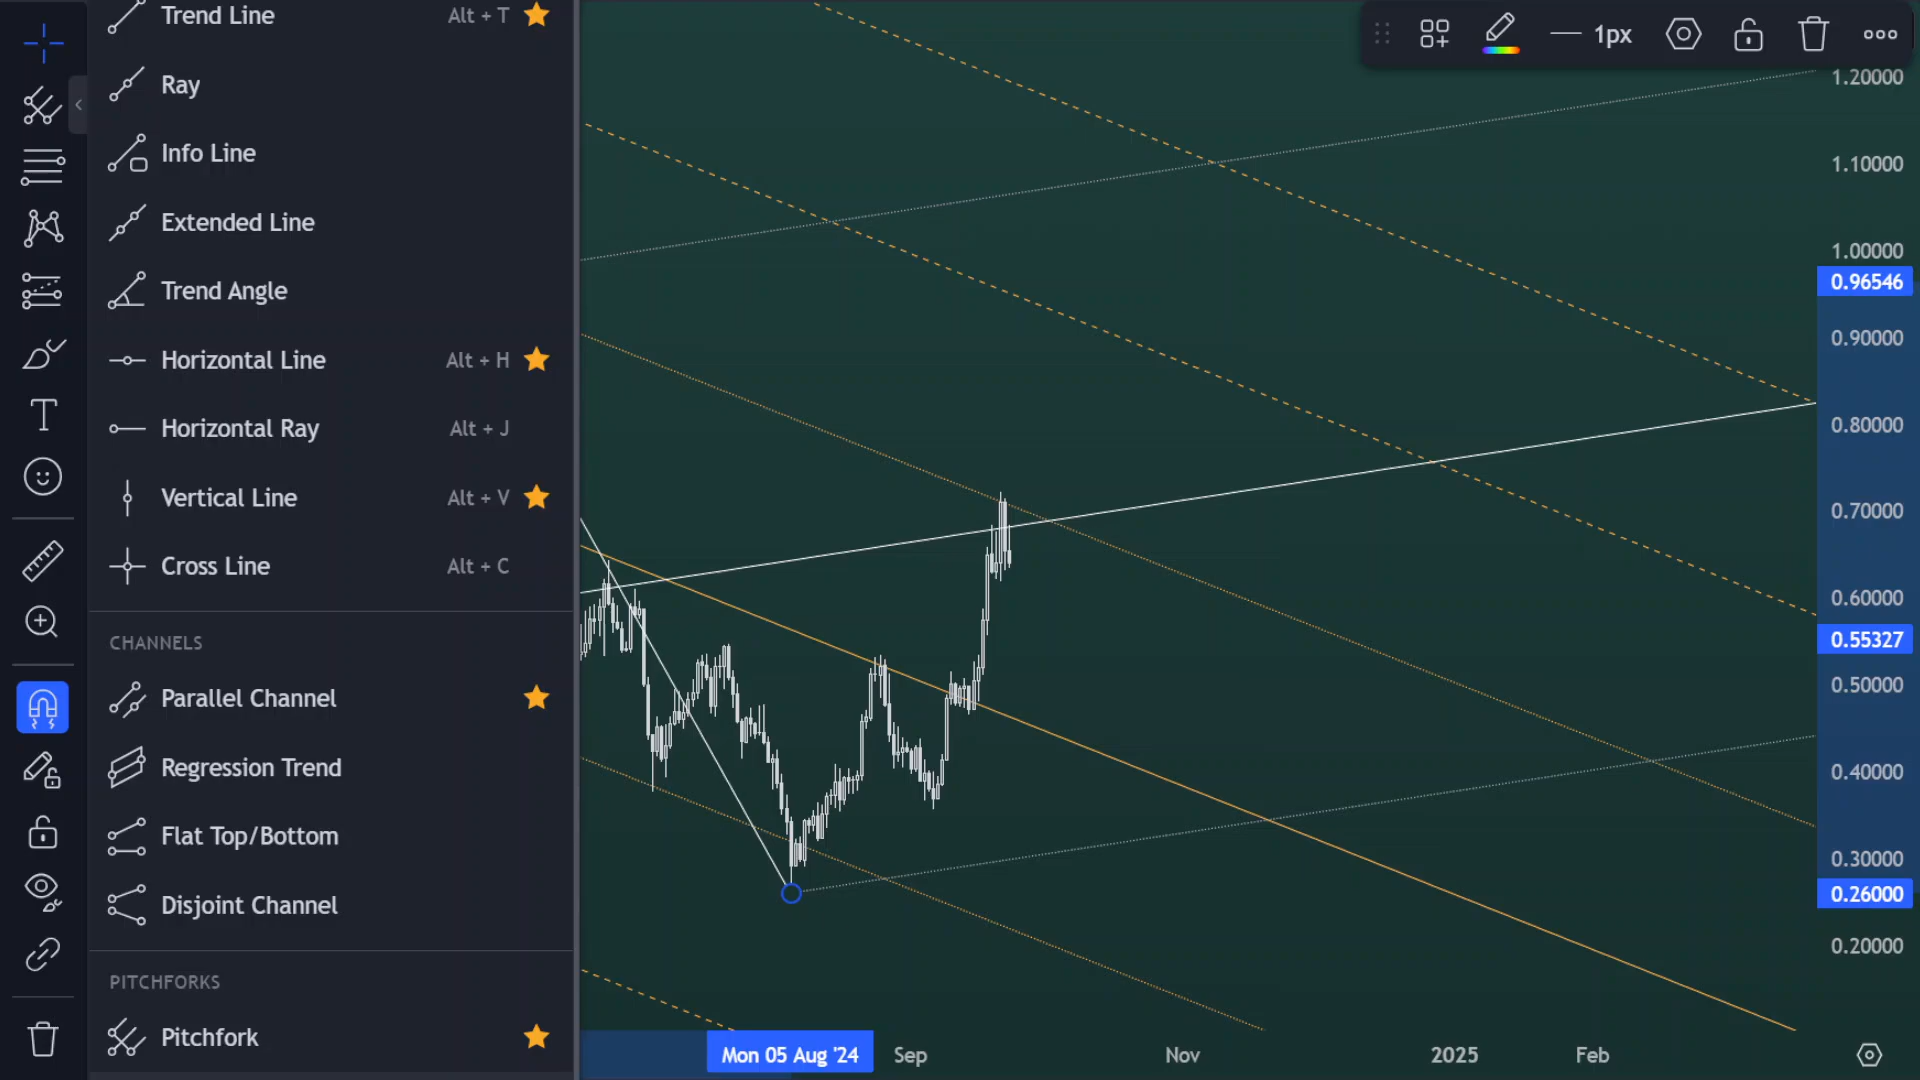 Trend Line Alt + T
Ray
Info Line
Extended Line
Trend Angle
Horizontal Line Alt + H
Horizontal Ray Alt + J
Vertical Line Alt + V
Cross Line Alt + C
CHANNELS
Parallel Channel
Regression Trend
Flat Top/Bottom
Disjoint Channel
PITCHFORKS
Pitchfork
T
1px
1.20000
1.10000
1.00000
0.96546
0.90000
0.80000
0.70000
0.60000
0.55327
0.50000
0.40000
0.30000
0.26000
0.20000
Mon 05 Aug '24 Sep Nov 2025 Feb